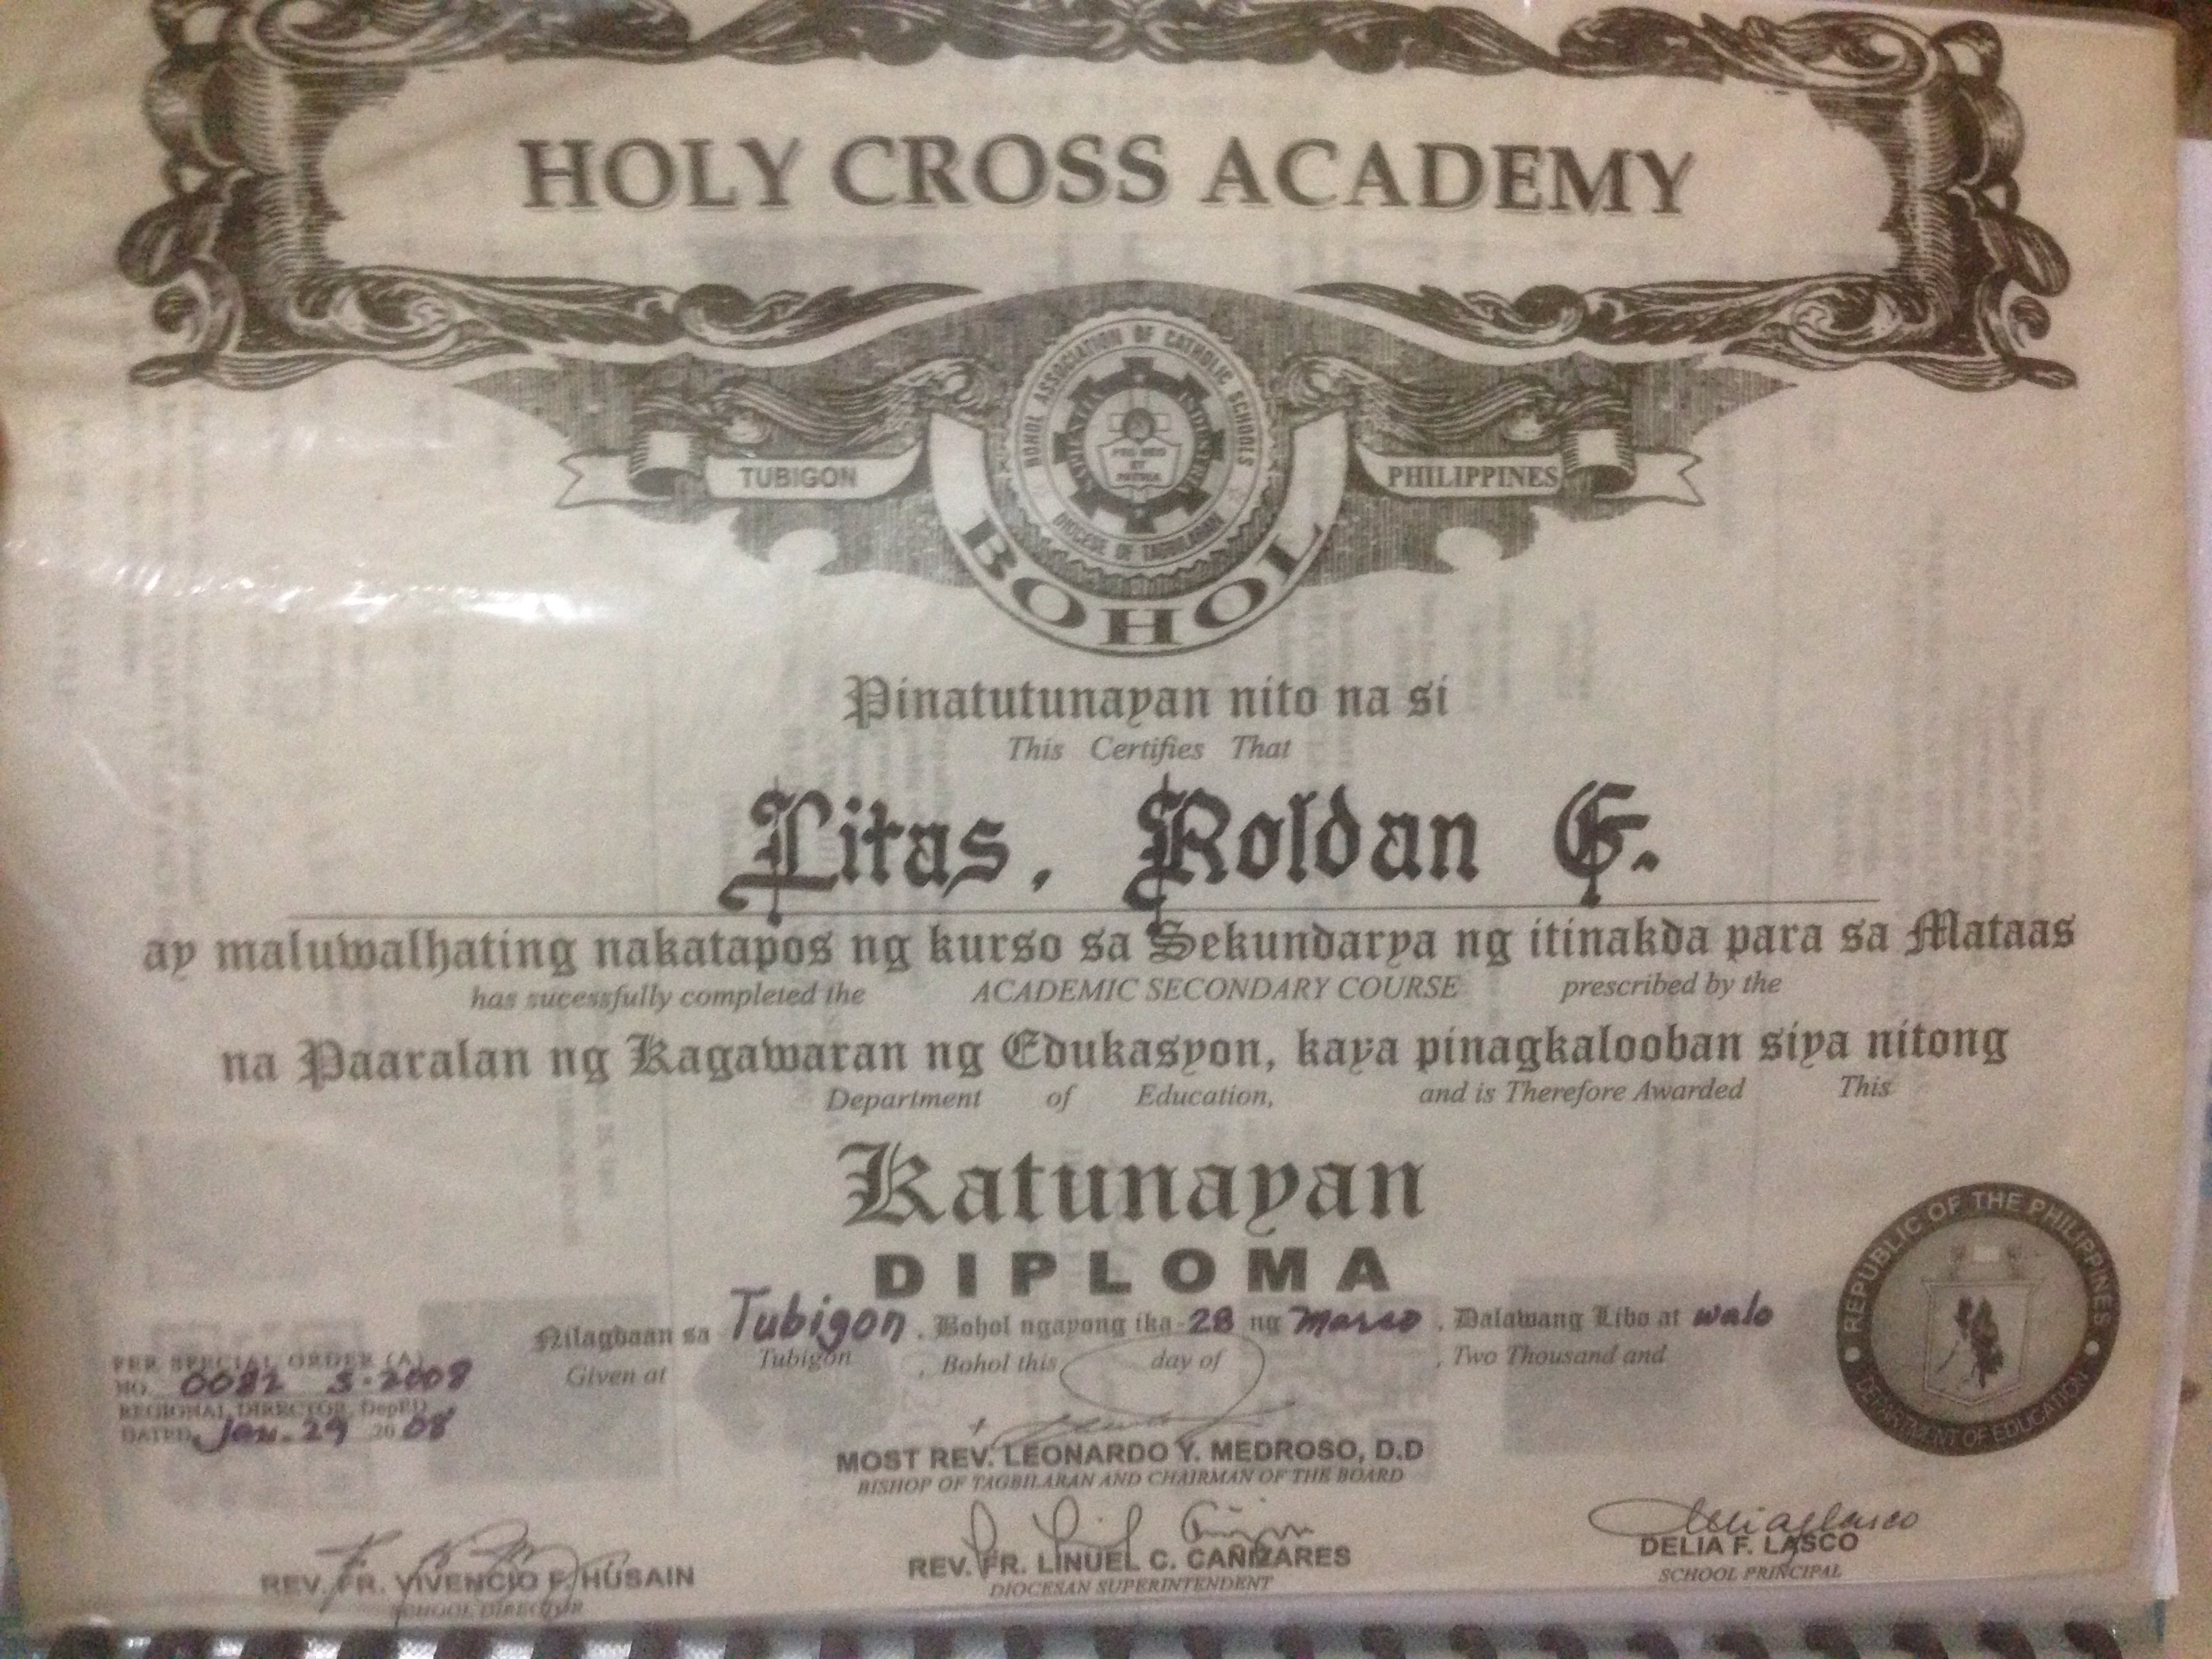 HOLY CROSS ACADEMY
BOHOL ASSOCIATION OF CATHOLIC SCHOOLS
PRO DEO
ET
PATRIA
DIOCESE OF TAGBILARAN
TUBIGON
PHILIPPINES
BOHOL
Pinatutunayan nito na si
This Certifies That
Litas, Roldan G.
ay maluwalhating nakatapos ng kurso sa Sekundarya ng itinakda para sa Mataas
has sucessfully completed the ACADEMIC SECONDARY COURSE prescribed by the
na Paaralan ng Kagawaran ng Edukasyon, kaya pinagkalooban siya nitong
Department of Education, and is Therefore Awarded This
Katunayan
DIPLOMA
Nilagdaan sa Tubigon, Bohol ngayong ika-28 ng Marso, Dalawang Libo at walo
Given at Tubigon, Bohol this day of , Two Thousand and
PER SPECIAL ORDER (A)
NO. 0082 S-2008
REGIONAL DIRECTOR, DepED
DATED Jan. 29 2008
REPUBLIC OF THE PHILIPPINES
DEPARTMENT OF EDUCATION
MOST REV. LEONARDO Y. MEDROSO, D.D
BISHOP OF TAGBILARAN AND CHAIRMAN OF THE BOARD
REV. FR. VIVENCIO F. HUSAIN
SCHOOL DIRECTOR
REV. FR. LINUEL C. CAÑIZARES
DIOCESAN SUPERINTENDENT
DELIA F. LASCO
SCHOOL PRINCIPAL